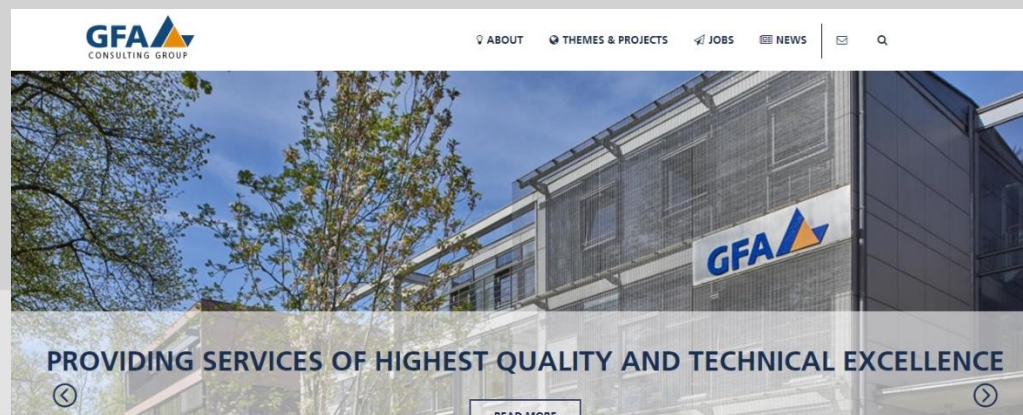 GFA
CONSULTING GROUP
ABOUT
THEMES & PROJECTS
JOBS
NEWS
GFA
PROVIDING SERVICES OF HIGHEST QUALITY AND TECHNICAL EXCELLENCE
READ MORE